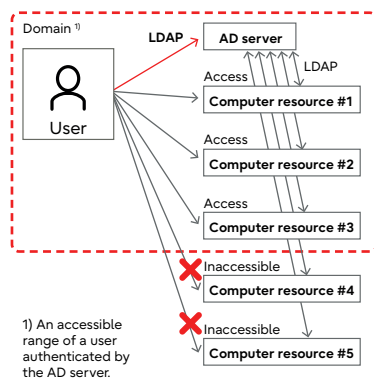 Domain 1)
LDAP
AD server
LDAP
User
Access
Computer resource #1
Access
Computer resource #2
Access
Computer resource #3
Inaccessible
Computer resource #4
Inaccessible
Computer resource #5
1) An accessible
range of a user
authenticated by
the AD server.